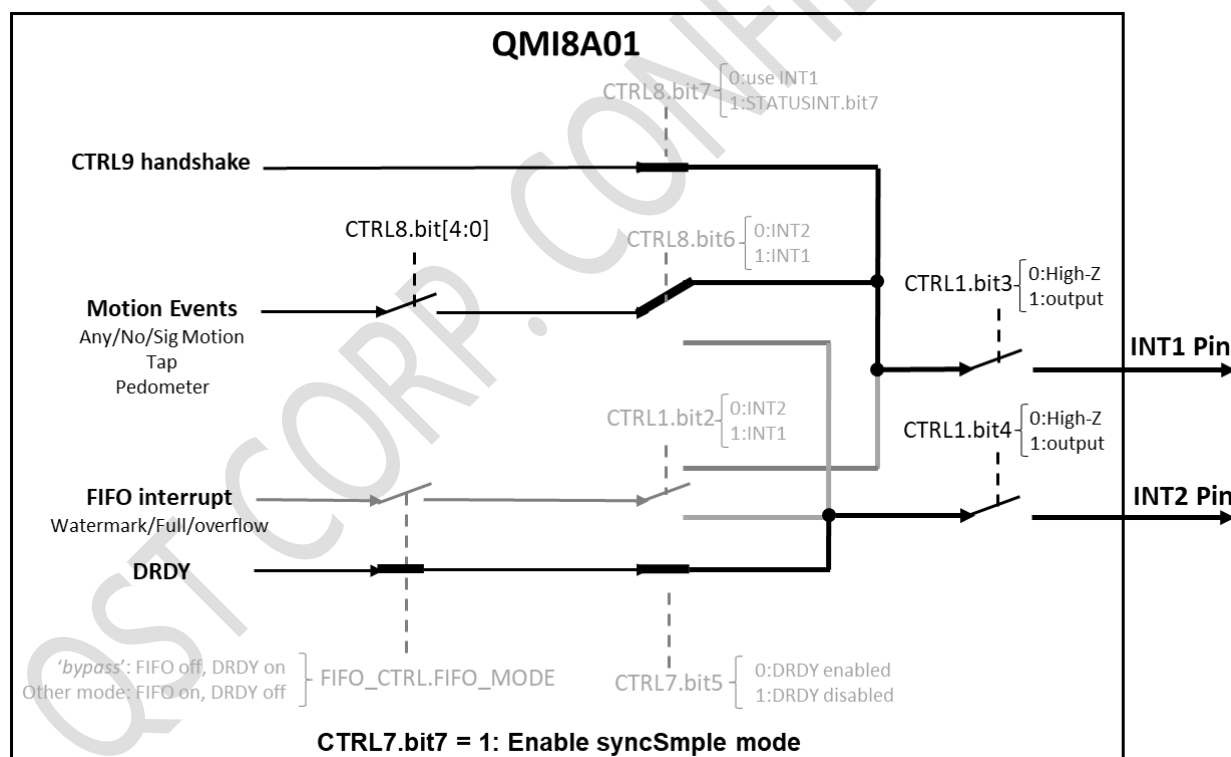 QMI8A01
CTRL8.bit7
0:use INT1
1:STATUSINT.bit7
CTRL9 handshake
CTRL8.bit[4:0]
CTRL8.bit6
0:INT2
1:INT1
Motion Events
Any/No/Sig Motion
Tap
Pedometer
CTRL1.bit3
0:High-Z
1:output
INT1 Pin
CTRL1.bit2
0:INT2
1:INT1
CTRL1.bit4
0:High-Z
1:output
INT2 Pin
FIFO interrupt
Watermark/Full/overflow
DRDY
'bypass': FIFO off, DRDY on
Other mode: FIFO on, DRDY off
FIFO_CTRL.FIFO_MODE
CTRL7.bit5
0:DRDY enabled
1:DRDY disabled
CTRL7.bit7 = 1: Enable syncSmple mode
QST CORP. CONF